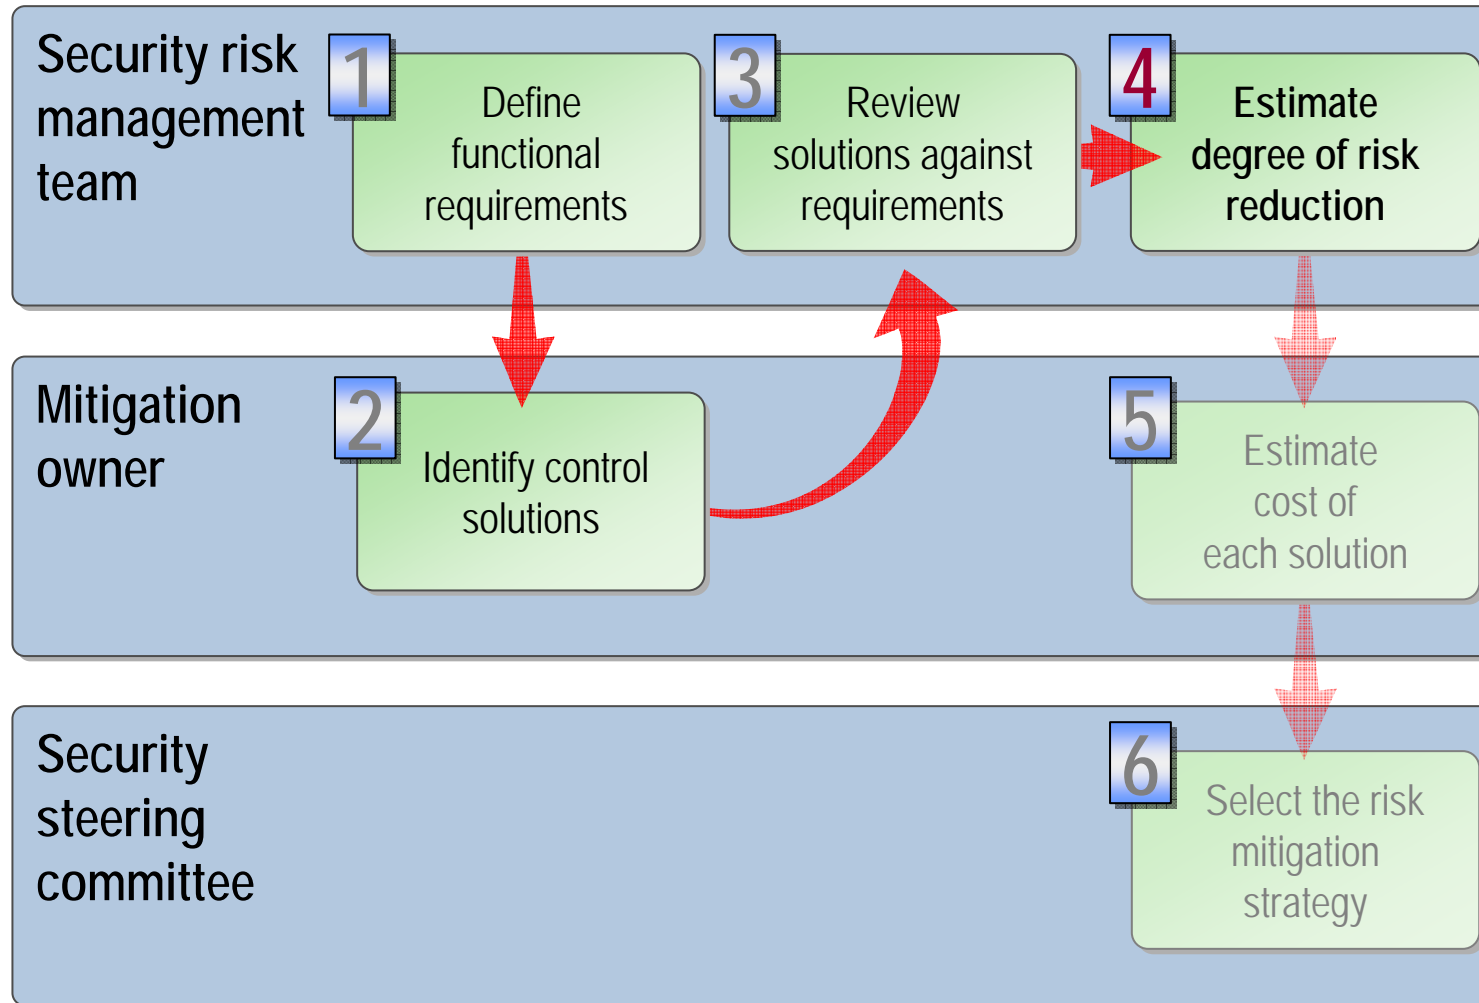 Security risk
management
team
1
Define
functional
requirements
3
Review
solutions against
requirements
4
Estimate
degree of risk
reduction
Mitigation
owner
2
Identify control
solutions
5
Estimate
cost of
each solution
Security
steering
committee
6
Select the risk
mitigation
strategy